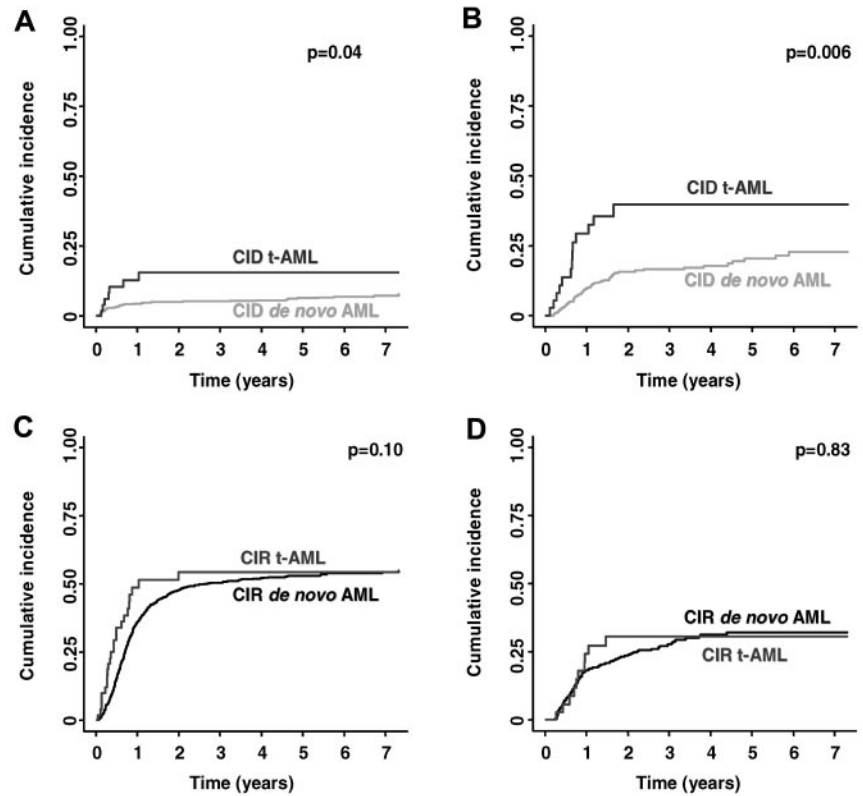 A
p=0.04
1.00
0.75
0.50
0.25
0
Cumulative incidence
CID t-AML
CID de novo AML
0 1 2 3 4 5 6 7
Time (years)
B
p=0.006
1.00
0.75
0.50
0.25
0
Cumulative incidence
CID t-AML
CID de novo AML
0 1 2 3 4 5 6 7
Time (years)
C
p=0.10
1.00
0.75
0.50
0.25
0
Cumulative incidence
CIR t-AML
CIR de novo AML
0 1 2 3 4 5 6 7
Time (years)
D
p=0.83
1.00
0.75
0.50
0.25
0
Cumulative incidence
CIR de novo AML
CIR t-AML
0 1 2 3 4 5 6 7
Time (years)